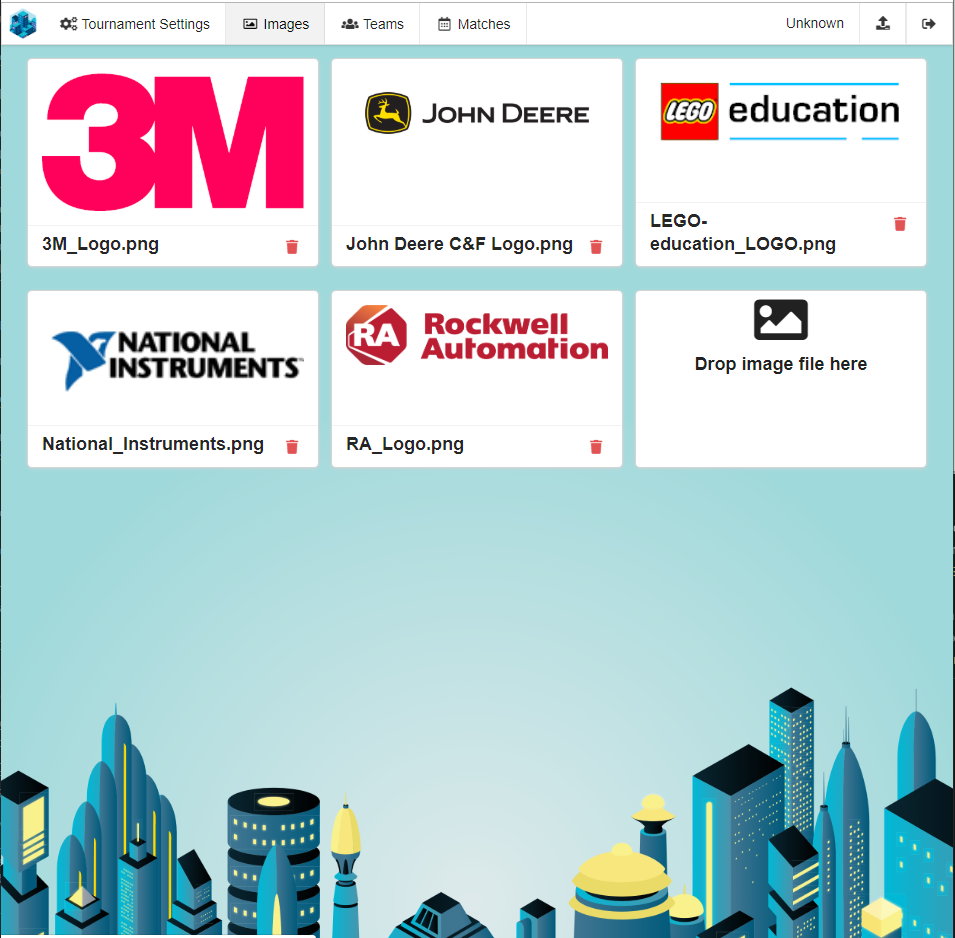 Tournament Settings Images Teams Matches Unknown
3M
JOHN DEERE
LEGO education
3M_Logo.png
John Deere C&F Logo.png
LEGO-
education_LOGO.png
NATIONAL
INSTRUMENTS™
RA Rockwell
Automation
Drop image file here
National_Instruments.png
RA_Logo.png